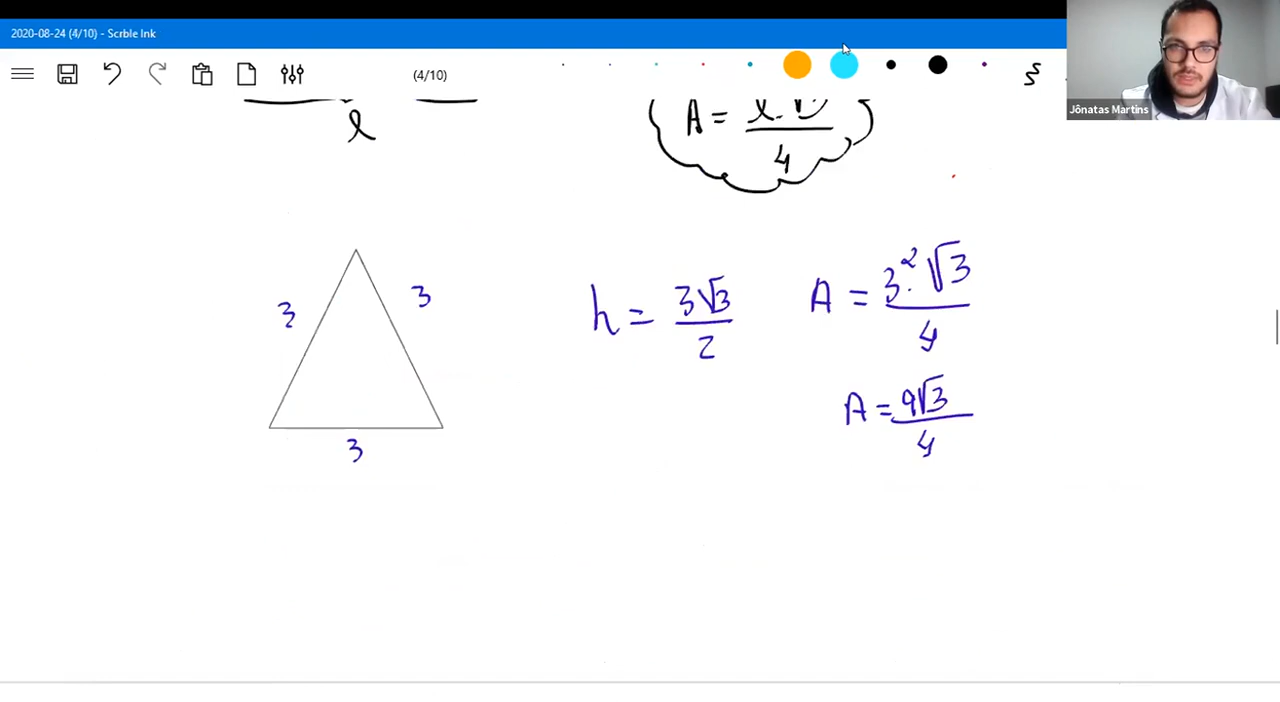 2020-08-24 (4/10) - Scrble Ink
(4/10)
Jônatas Martins
l
A = l.√
4
3
3
3
h = 3√3
2
A = 3².√3
4
A = 9√3
4